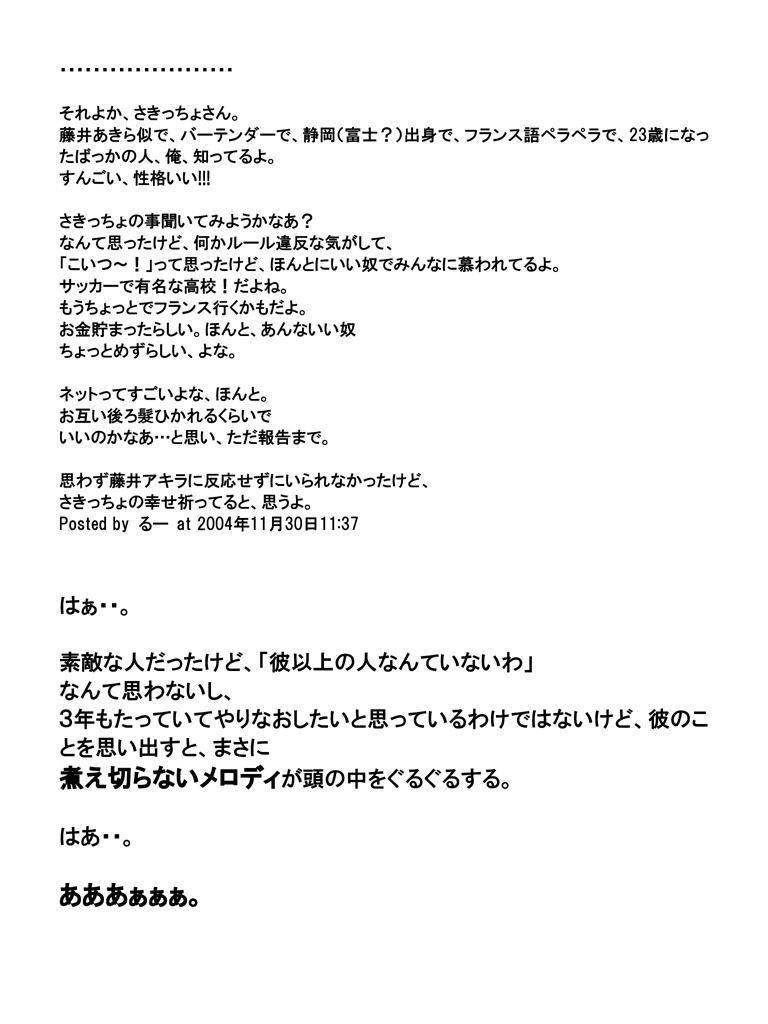 ・・・・・・・・・・・・・・・・・・・・・
それよか、さきっちょさん。
藤井あきら似で、バーテンダーで、静岡（富士？）出身で、フランス語ペラペラで、23歳になっ
たばっかの人、俺、知ってるよ。
すんごい、性格いい!!!
さきっちょの事聞いてみようかなあ？
なんて思ったけど、何かルール違反な気がして、
「こいつ～！」って思ったけど、ほんとにいい奴でみんなに慕われてるよ。
サッカーで有名な高校！だよね。
もうちょっとでフランス行くかもだよ。
お金貯まったらしい。ほんと、あんないい奴
ちょっとめずらしい、よな。
ネットってすごいよな、ほんと。
お互い後ろ髪ひかれるくらいで
いいのかなあ…と思い、ただ報告まで。
思わず藤井アキラに反応せずにいられなかったけど、
さきっちょの幸せ祈ってると、思うよ。
Posted by るー at 2004年11月30日11:37
はぁ・・。
素敵な人だったけど、「彼以上の人なんていないわ」
なんて思わないし、
３年もたっていてやりなおしたいと思っているわけではないけど、彼のこ
とを思い出すと、まさに
煮え切らないメロディが頭の中をぐるぐるする。
はあ・・。
あああぁぁぁ。